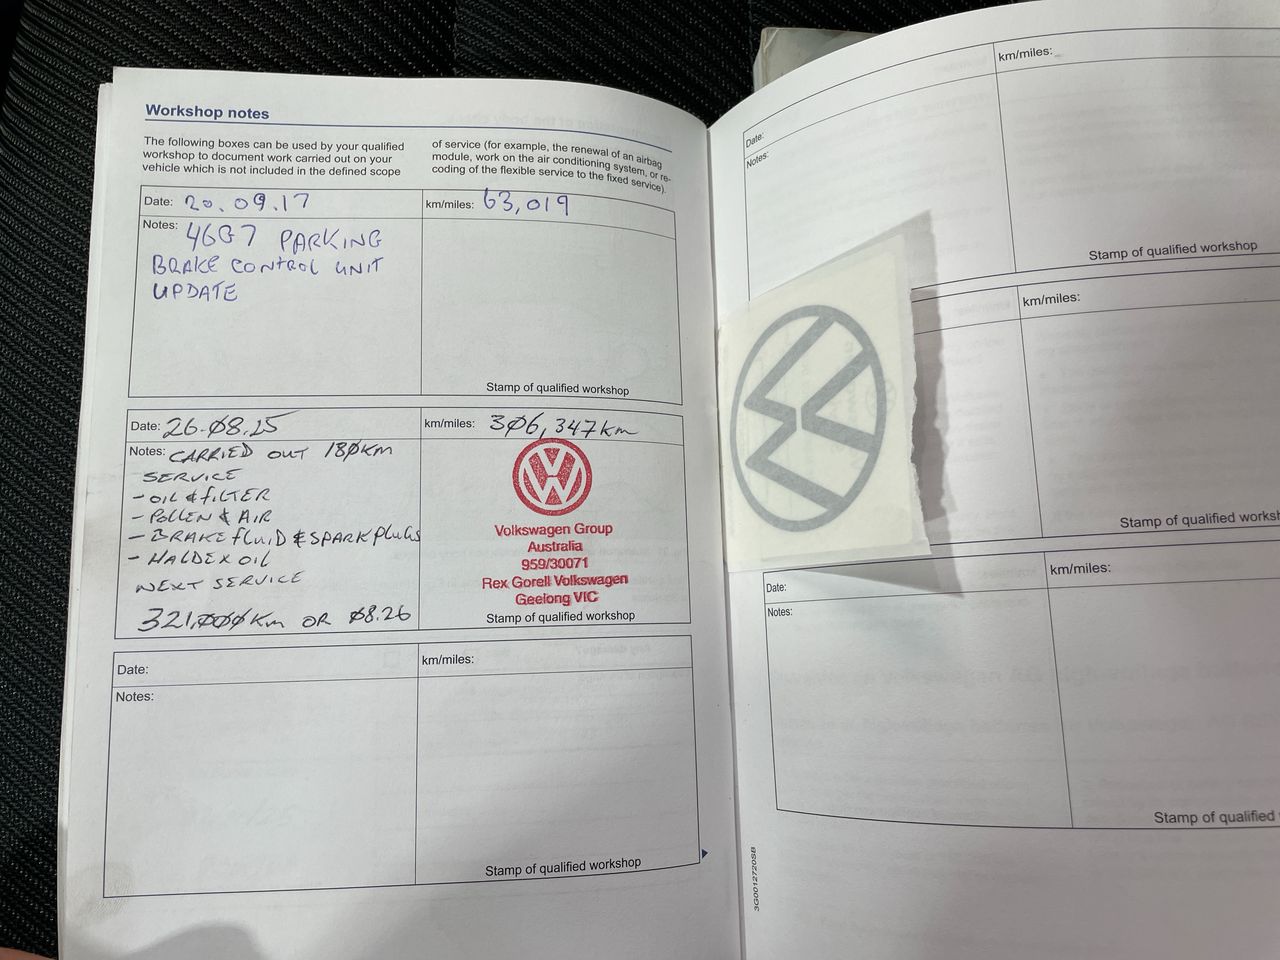 Workshop notes
The following boxes can be used by your qualified
workshop to document work carried out on your
vehicle which is not included in the defined scope
of service (for example, the renewal of an airbag
module, work on the air conditioning system, or re-
coding of the flexible service to the fixed service).
Date: 20.09.17
km/miles: 63,019
Notes: 46G7 PARKING
BRAKE CONTROL UNIT
UPDATE
Stamp of qualified workshop
Date: 26.08.25
km/miles: 306,347km
Notes: CARRIED OUT 180KM
SERVICE
- OIL & FILTER
- POLLEN & AIR
- BRAKE FLUID & SPARK PLUGS
- HALDEX OIL
NEXT SERVICE
321,000Km OR 08.26
Volkswagen Group
Australia
959/30071
Rex Gorell Volkswagen
Geelong VIC
Stamp of qualified workshop
Date:
km/miles:
Notes:
Stamp of qualified workshop
Date:
km/miles:
Notes:
Stamp of qualified workshop
km/miles:
Stamp of qualified
Date:
km/miles:
Notes:
Stamp of qualified
3G0012720SB